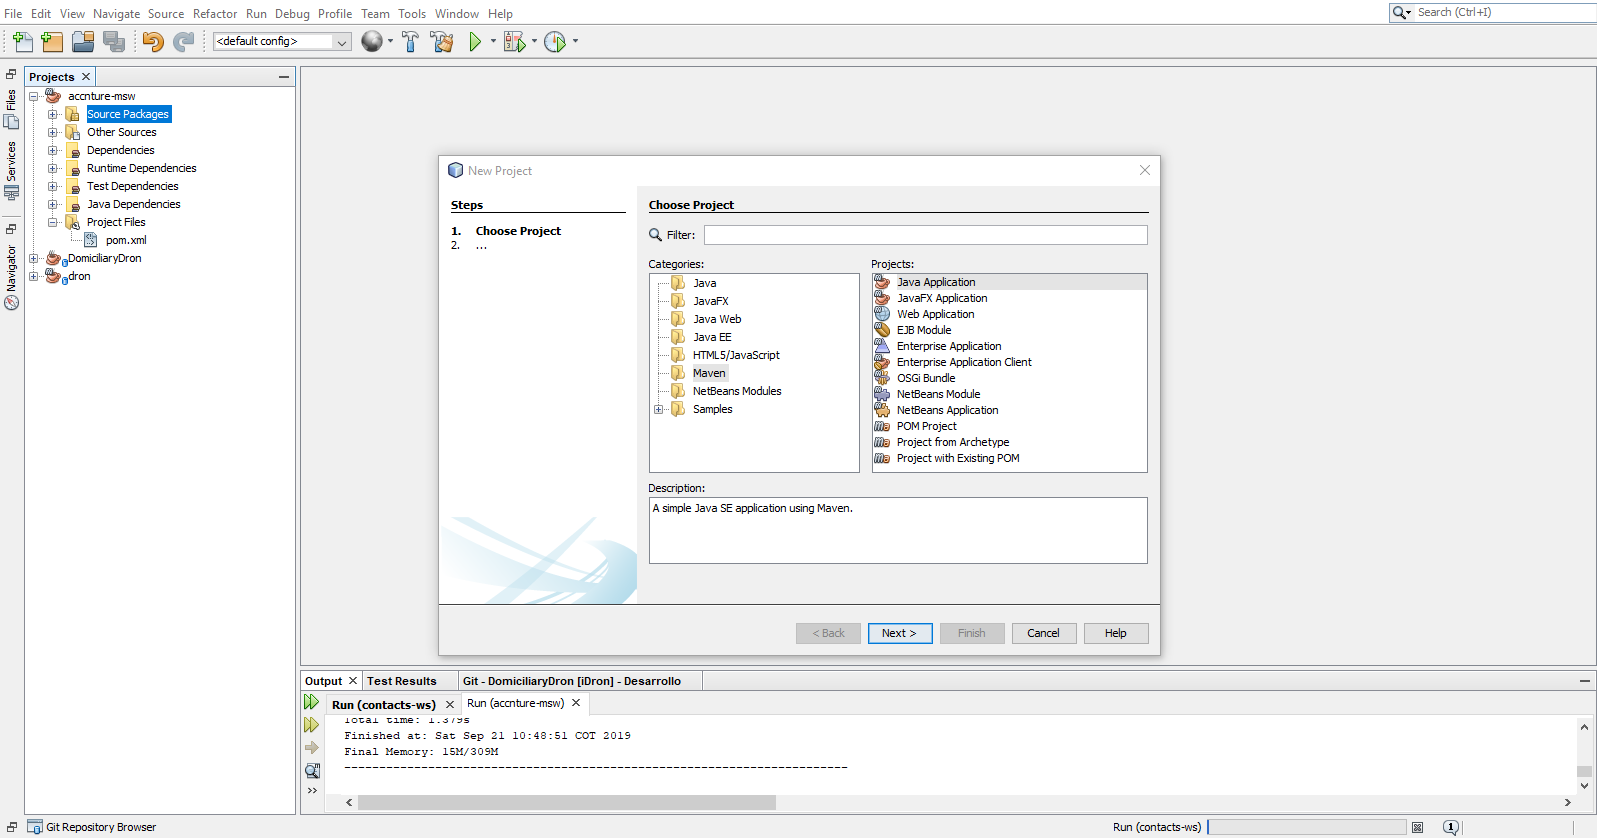 File Edit View Navigate Source Refactor Run Debug Profile Team Tools Window Help
Search (Ctrl+I)
<default config>
Files
Services
Navigator
Projects
accnture-msw
Source Packages
Other Sources
Dependencies
Runtime Dependencies
Test Dependencies
Java Dependencies
Project Files
pom.xml
DomiciliaryDron
dron
New Project
Steps
1. Choose Project
2. ...
Choose Project
Filter:
Categories:
Java
JavaFX
Java Web
Java EE
HTML5/JavaScript
Maven
NetBeans Modules
Samples
Projects:
Java Application
JavaFX Application
Web Application
EJB Module
Enterprise Application
Enterprise Application Client
OSGi Bundle
NetBeans Module
NetBeans Application
POM Project
Project from Archetype
Project with Existing POM
Description:
A simple Java SE application using Maven.
< Back Next > Finish Cancel Help
Output Test Results Git - DomiciliaryDron [iDron] - Desarrollo
Run (contacts-ws) Run (accnture-msw)
Total time: 1.379s
Finished at: Sat Sep 21 10:48:51 COT 2019
Final Memory: 15M/309M
------------------------------------------------------------------------
Git Repository Browser
Run (contacts-ws)
1